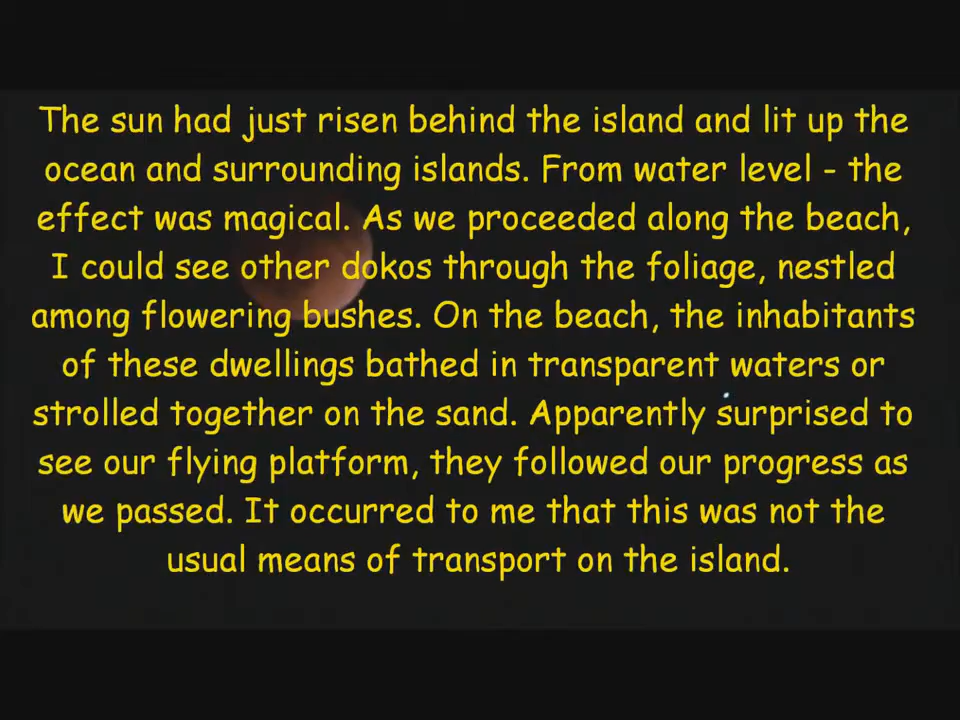 The sun had just risen behind the island and lit up the
ocean and surrounding islands. From water level - the
effect was magical. As we proceeded along the beach,
I could see other dokos through the foliage, nestled
among flowering bushes. On the beach, the inhabitants
of these dwellings bathed in transparent waters or
strolled together on the sand. Apparently surprised to
see our flying platform, they followed our progress as
we passed. It occurred to me that this was not the
usual means of transport on the island.